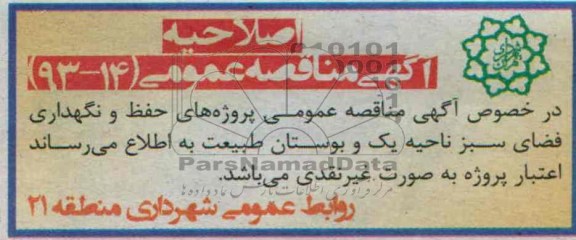 اصلاحیه
آگهی مناقصه عمومی (۱۴-۹۳)
در خصوص آگهی مناقصه عمومی پروژه‌های حفظ و نگهداری
فضای سبز ناحیه یک و بوستان طبیعت به اطلاع می‌رساند
اعتبار پروژه به صورت غیرنقدی می‌باشد.
ParsNamadData
روابط عمومی شهرداری منطقه ۲۱